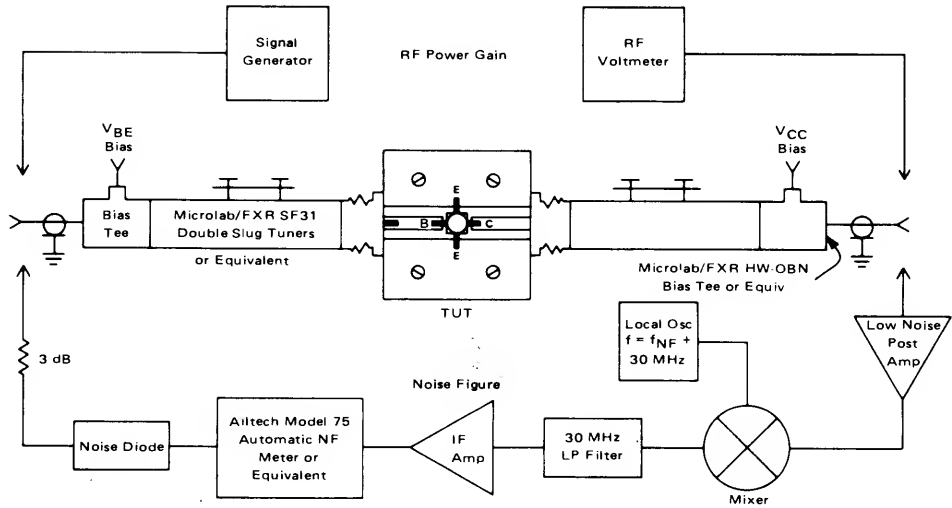 Signal
Generator
RF Power Gain
RF
Voltmeter
VBE
Bias
VCC
Bias
Bias
Tee
Microlab/FXR SF31
Double Slug Tuners
or Equivalent
E
B
C
E
TUT
Microlab/FXR HW-OBN
Bias Tee or Equiv
3 dB
Local Osc
f = fNF +
30 MHz
Low Noise
Post
Amp
Noise Figure
Noise Diode
Ailtech Model 75
Automatic NF
Meter or
Equivalent
IF
Amp
30 MHz
LP Filter
Mixer